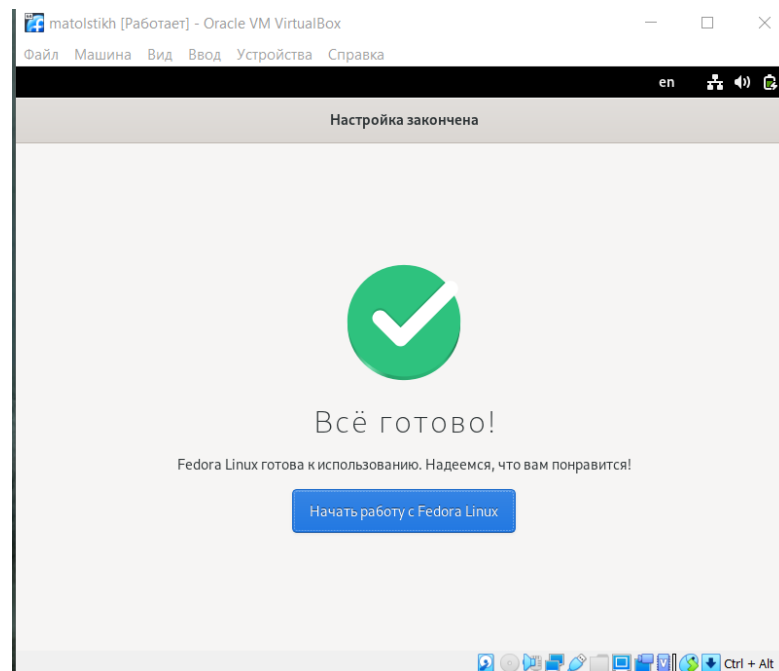 matolstikh [Работает] - Oracle VM VirtualBox
Файл Машина Вид Ввод Устройства Справка
en
Настройка закончена
Всё готово!
Fedora Linux готова к использованию. Надеемся, что вам понравится!
Начать работу с Fedora Linux
Ctrl + Alt